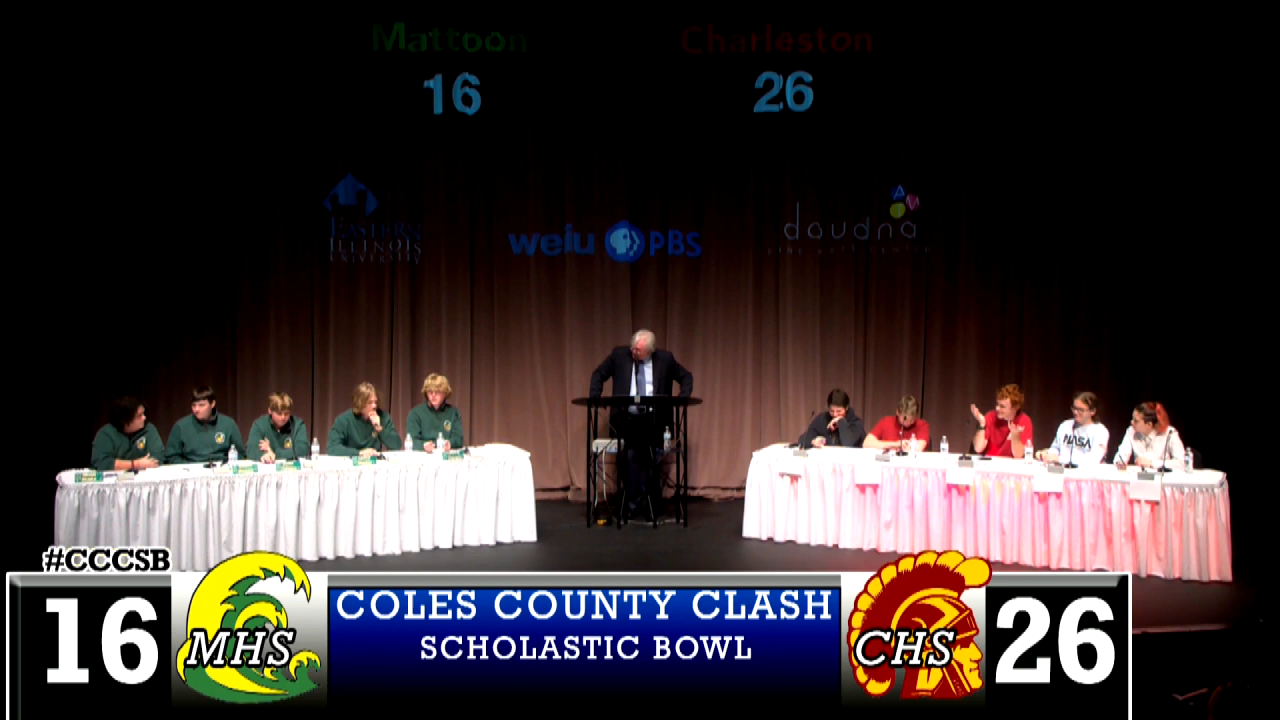 Mattoon
Charleston
16
26
EASTERN
ILLINOIS
UNIVERSITY
weiu PBS
doudna
NASA
#CCCSB
16
MHS
COLES COUNTY CLASH
SCHOLASTIC BOWL
CHS
26